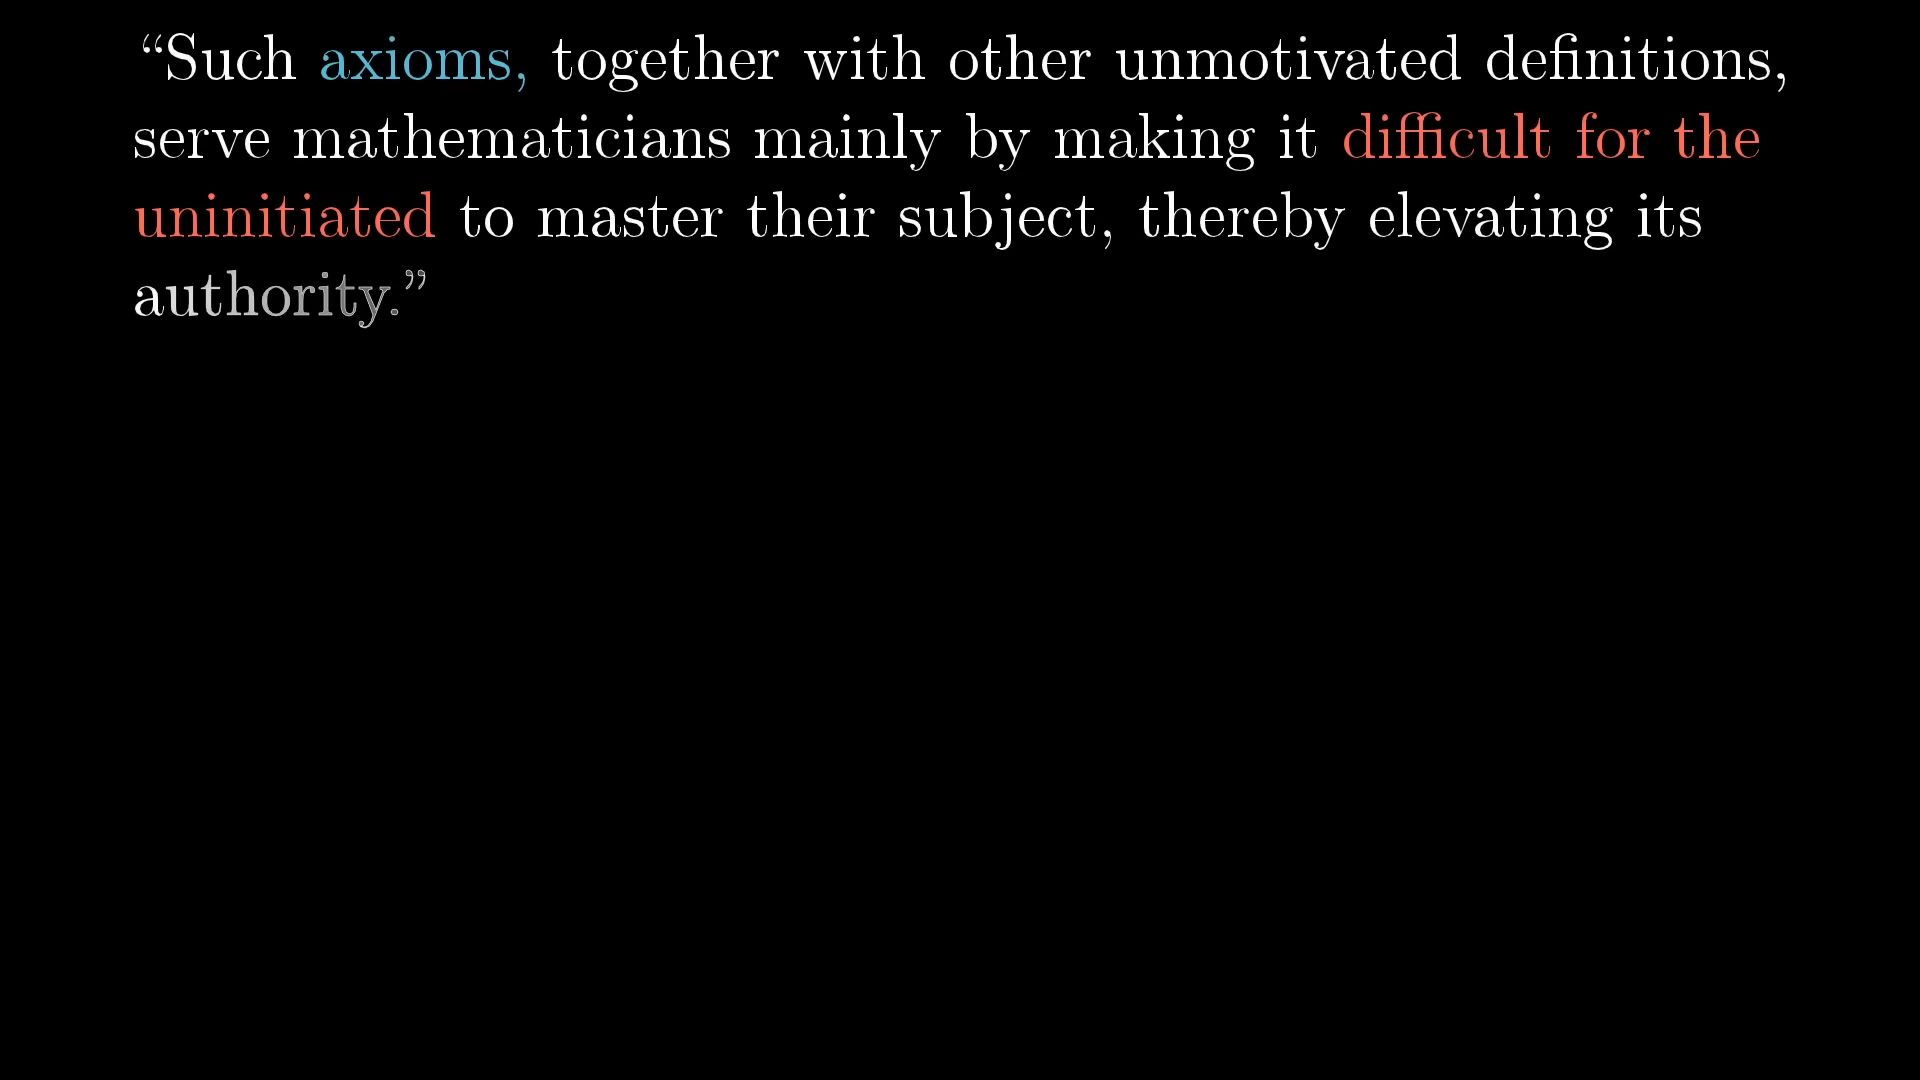 “Such axioms, together with other unmotivated definitions,
serve mathematicians mainly by making it difficult for the
uninitiated to master their subject, thereby elevating its
authority.”